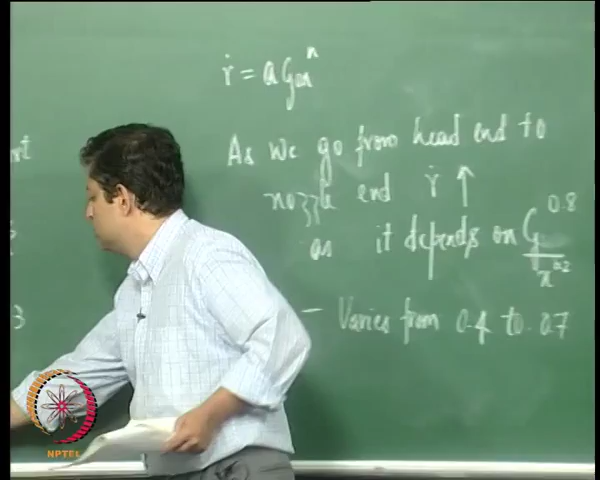 ṙ = a Gox^n
As we go from head end to
nozzle end ṙ ↑
as it depends on G^0.8 / x^0.2
– Varies from 0.4 to 0.7
NPTEL